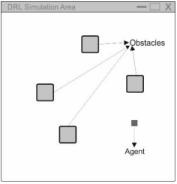 DRL Simulation Area
Obstacles
Agent